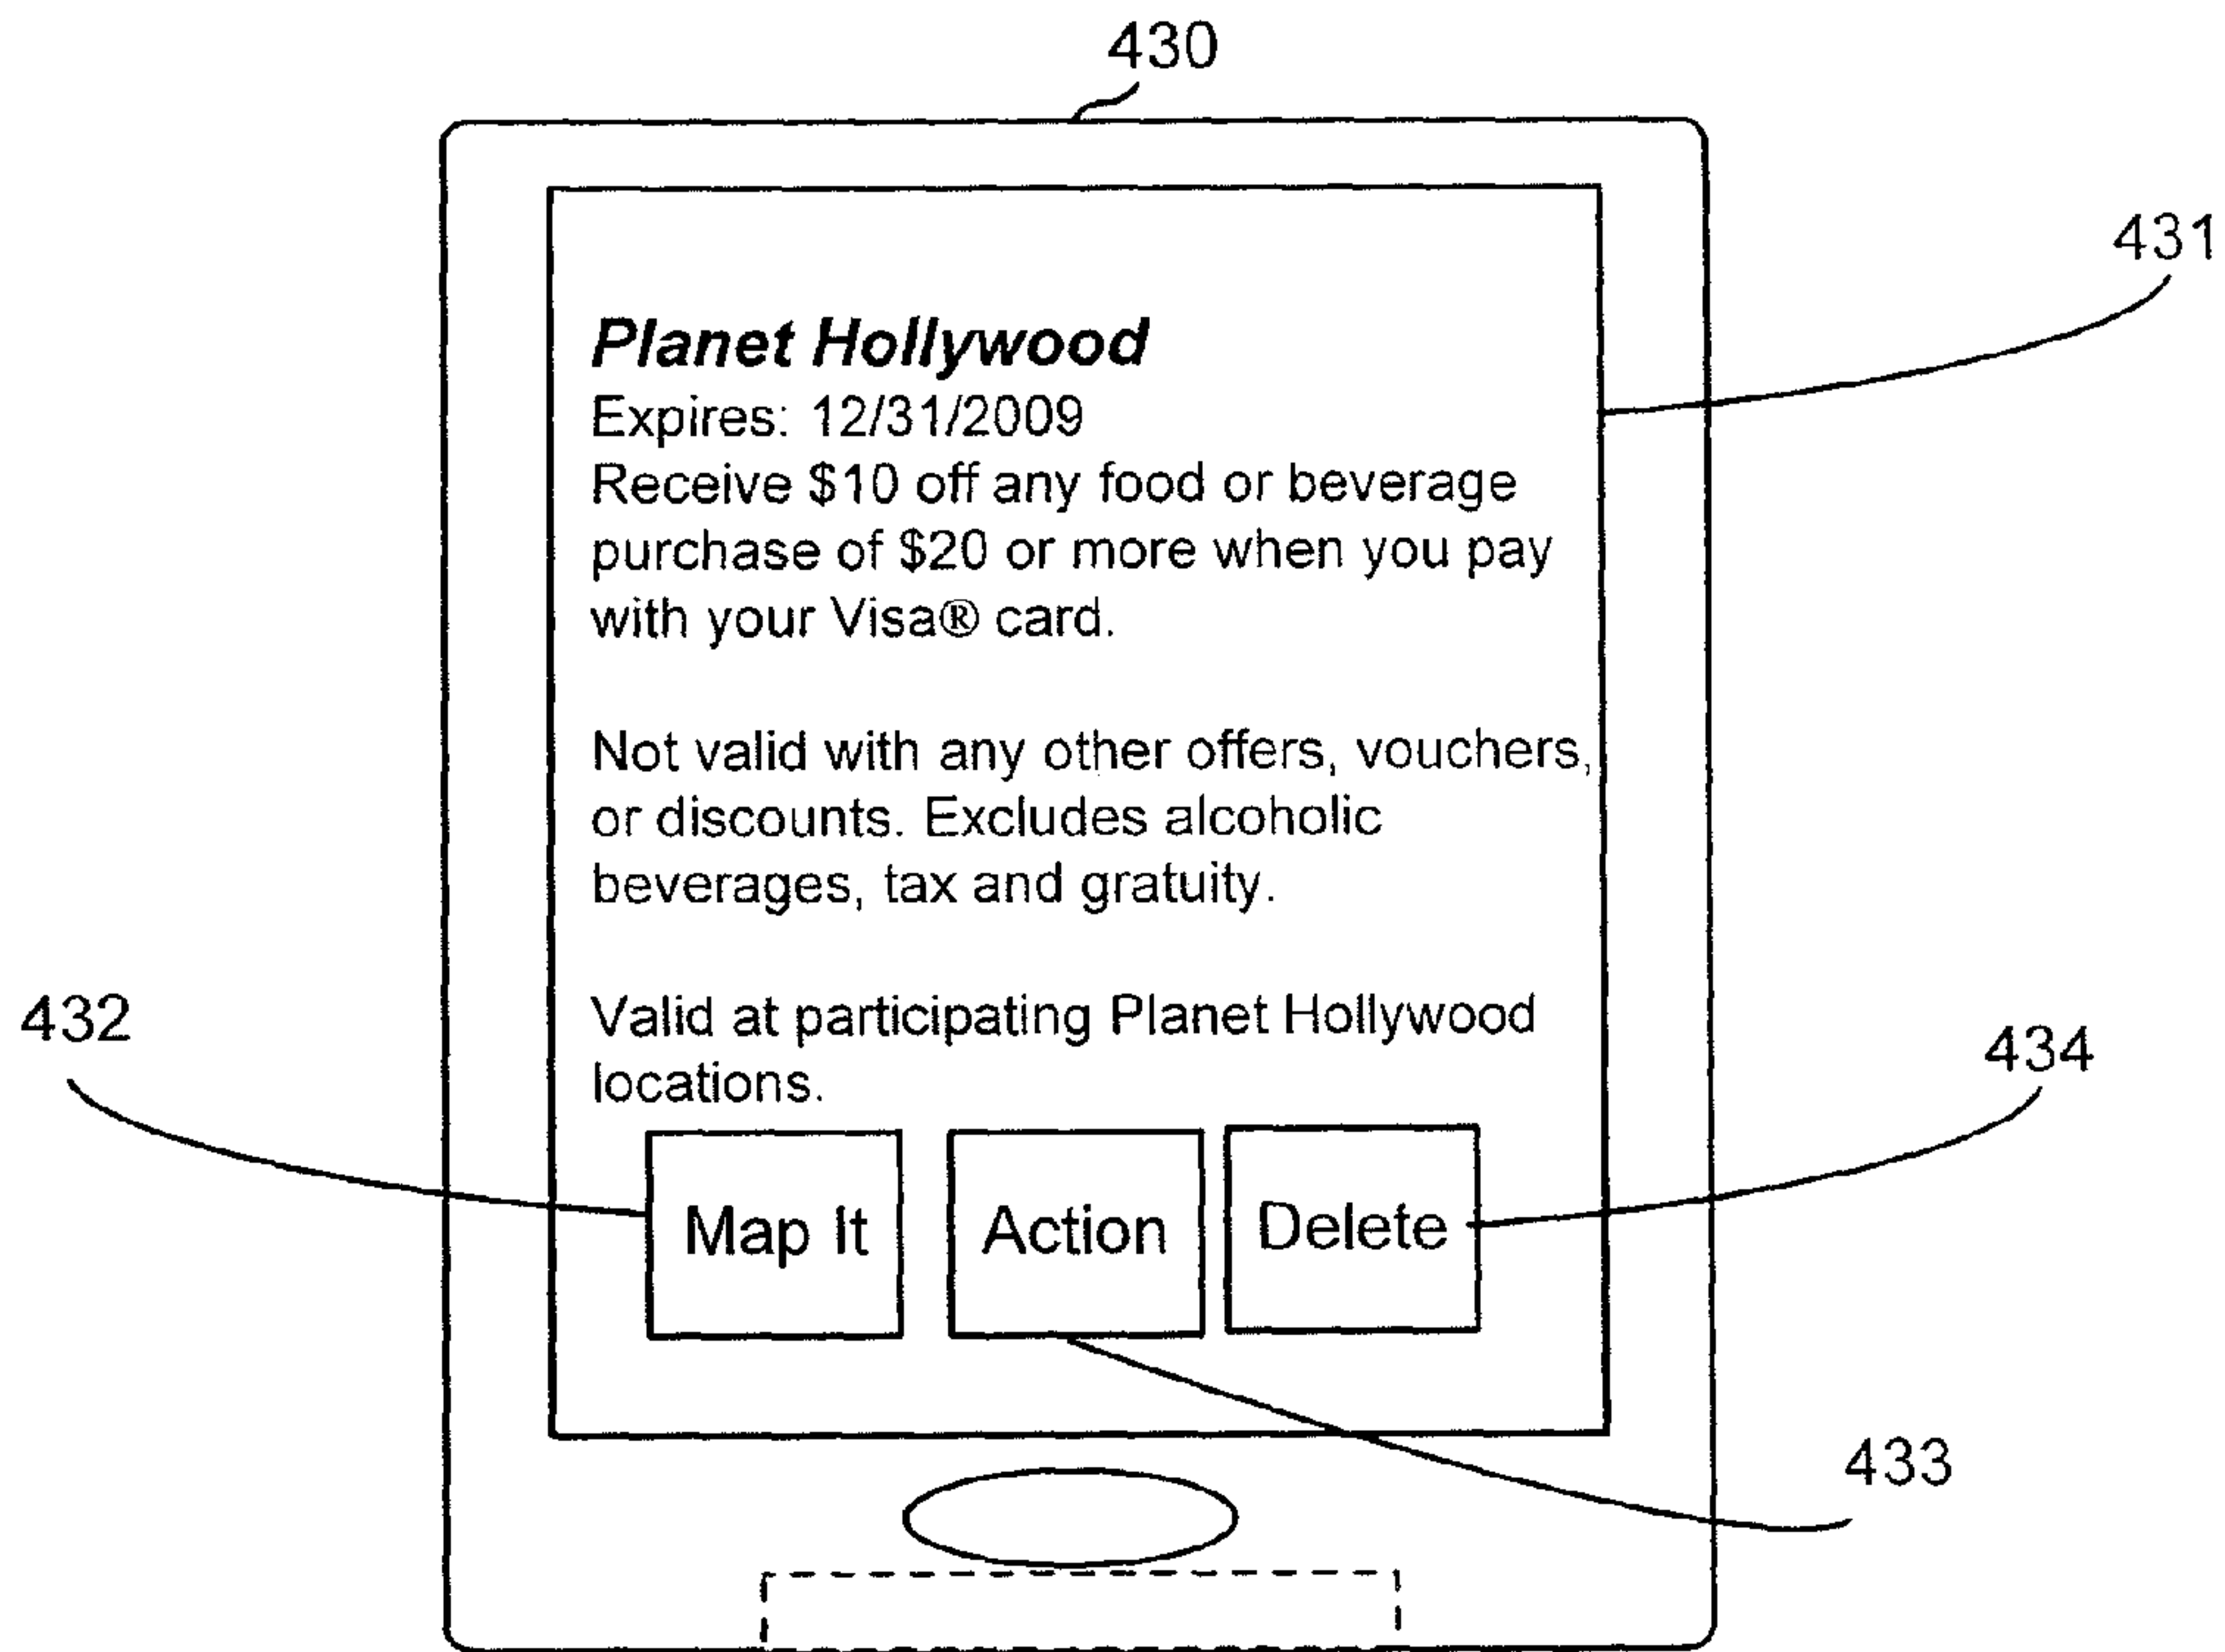 430
431
Planet Hollywood
Expires: 12/31/2009
Receive $10 off any food or beverage
purchase of $20 or more when you pay
with your Visa® card.
Not valid with any other offers, vouchers,
or discounts. Excludes alcoholic
beverages, tax and gratuity.
Valid at participating Planet Hollywood
locations.
432
434
Map It
Action
Delete
433